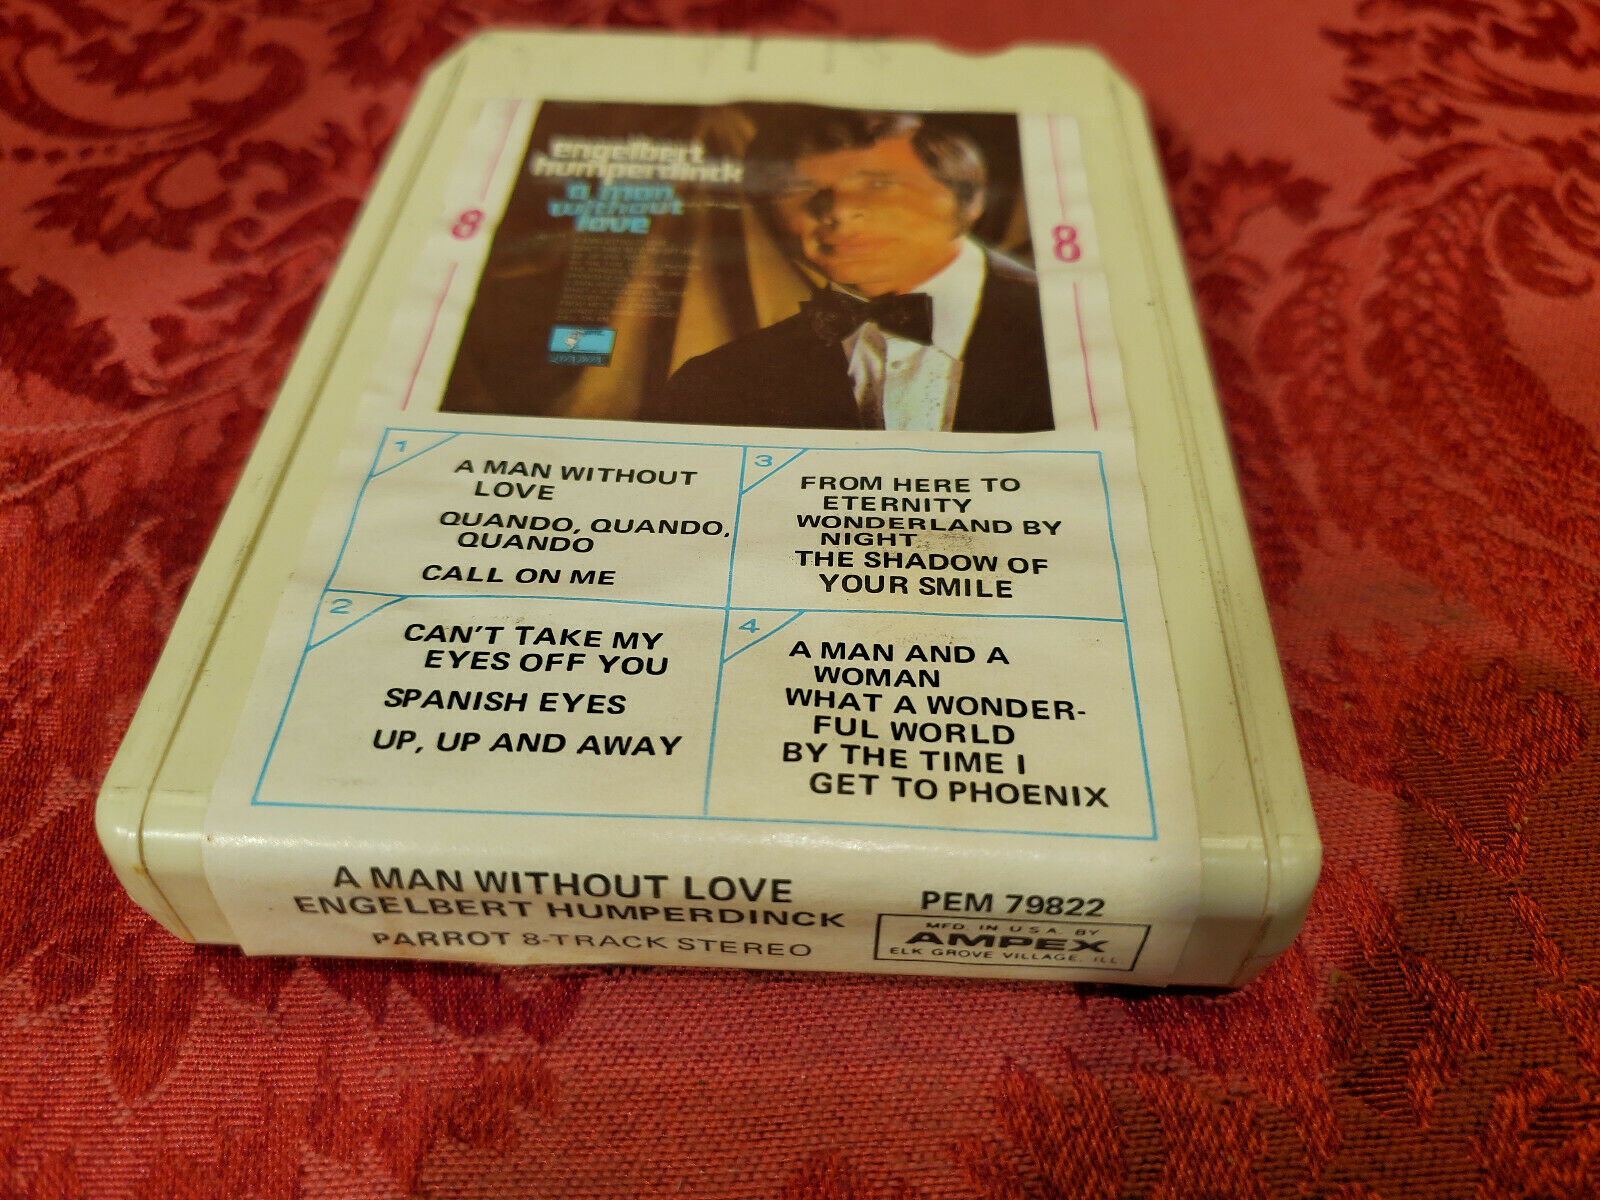 engelbert
humperdinck
a man
without
love
8
8
1
A MAN WITHOUT
LOVE
QUANDO, QUANDO,
QUANDO
CALL ON ME
2
CAN'T TAKE MY
EYES OFF YOU
SPANISH EYES
UP, UP AND AWAY
3
FROM HERE TO
ETERNITY
WONDERLAND BY
NIGHT
THE SHADOW OF
YOUR SMILE
4
A MAN AND A
WOMAN
WHAT A WONDER-
FUL WORLD
BY THE TIME I
GET TO PHOENIX
A MAN WITHOUT LOVE
ENGELBERT HUMPERDINCK
PARROT 8-TRACK STEREO
PEM 79822
MFD. IN U.S.A. BY
AMPEX
ELK GROVE VILLAGE, ILL.